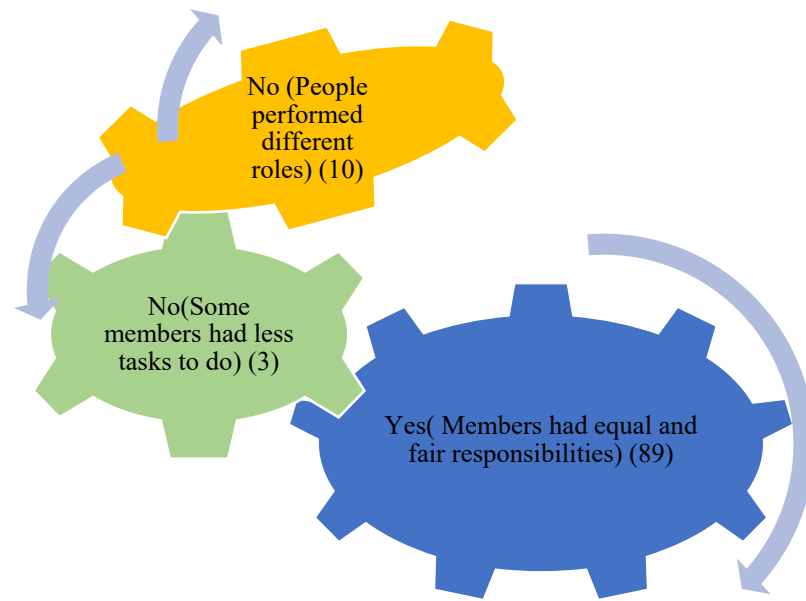 No (People
performed
different
roles) (10)
No(Some
members had less
tasks to do) (3)
Yes( Members had equal and
fair responsibilities) (89)